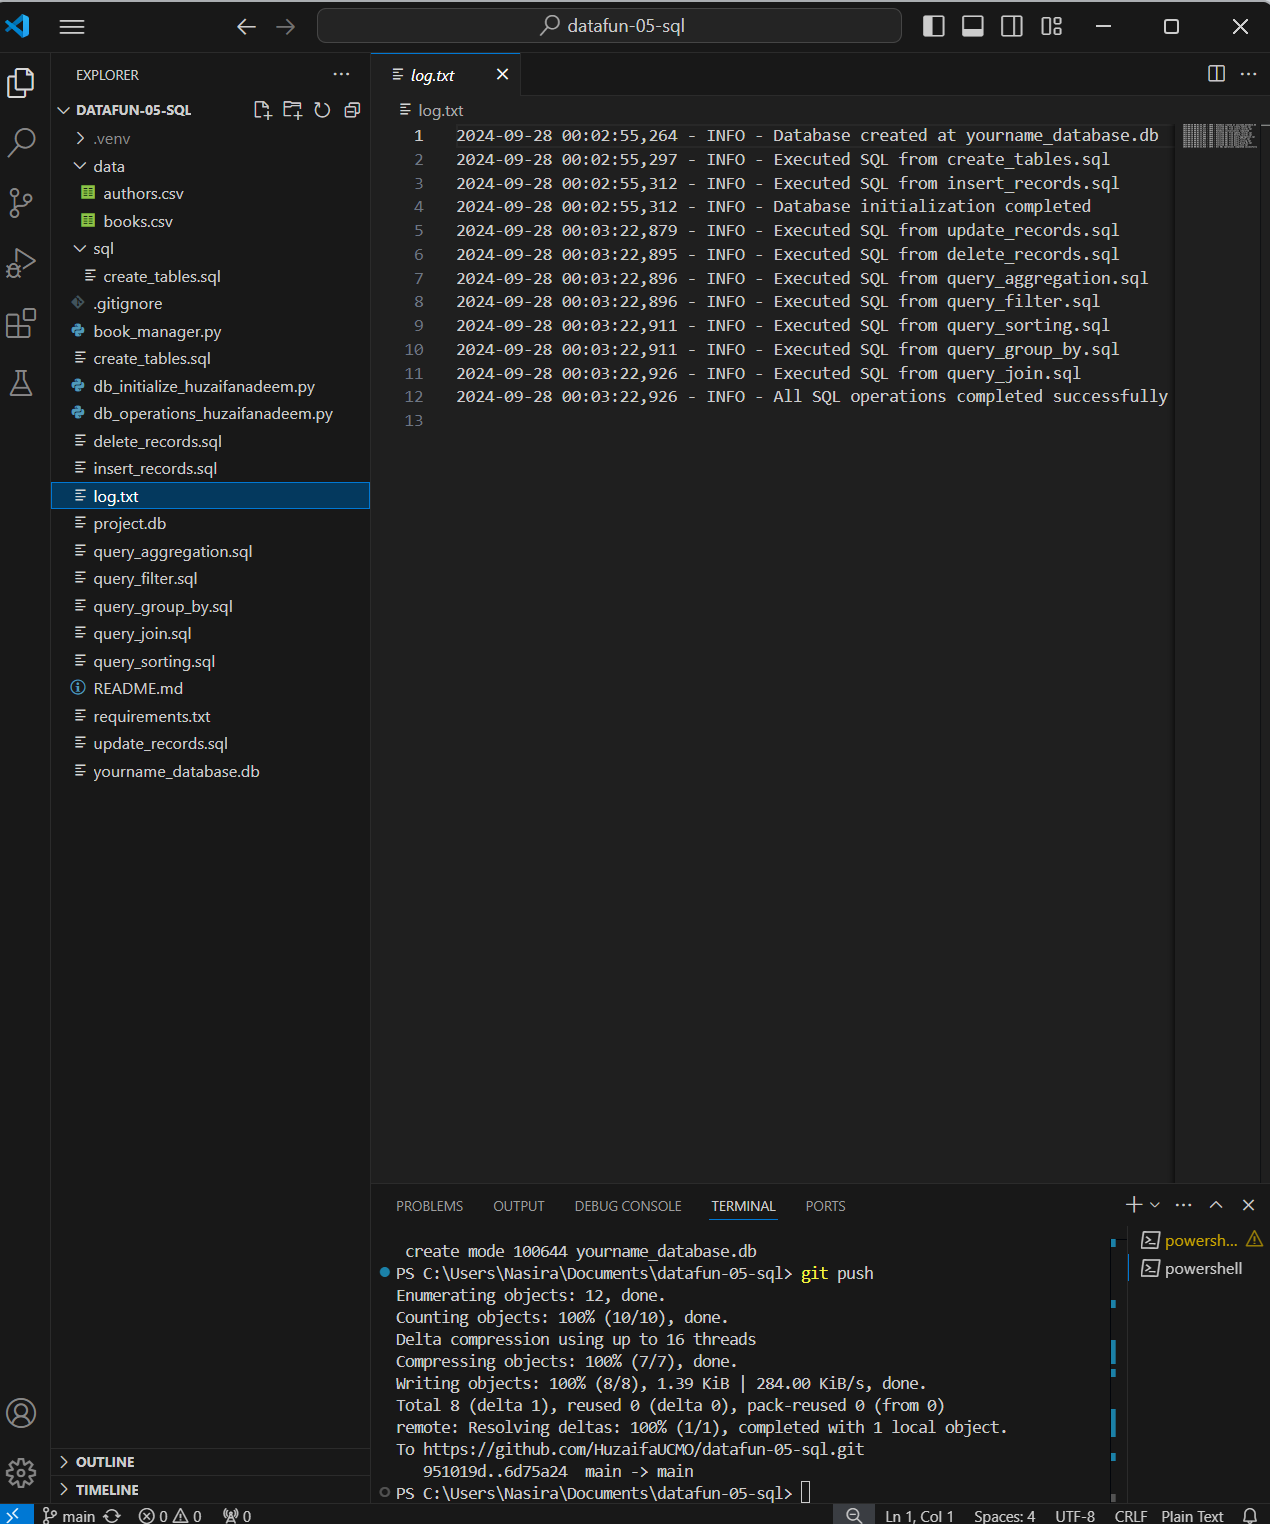 datafun-05-sql
EXPLORER
DATAFUN-05-SQL
.venv
data
authors.csv
books.csv
sql
create_tables.sql
.gitignore
book_manager.py
create_tables.sql
db_initialize_huzaifanadeem.py
db_operations_huzaifanadeem.py
delete_records.sql
insert_records.sql
log.txt
project.db
query_aggregation.sql
query_filter.sql
query_group_by.sql
query_join.sql
query_sorting.sql
README.md
requirements.txt
update_records.sql
yourname_database.db
OUTLINE
TIMELINE
log.txt
log.txt
1 2024-09-28 00:02:55,264 - INFO - Database created at yourname_database.db
2 2024-09-28 00:02:55,297 - INFO - Executed SQL from create_tables.sql
3 2024-09-28 00:02:55,312 - INFO - Executed SQL from insert_records.sql
4 2024-09-28 00:02:55,312 - INFO - Database initialization completed
5 2024-09-28 00:03:22,879 - INFO - Executed SQL from update_records.sql
6 2024-09-28 00:03:22,895 - INFO - Executed SQL from delete_records.sql
7 2024-09-28 00:03:22,896 - INFO - Executed SQL from query_aggregation.sql
8 2024-09-28 00:03:22,896 - INFO - Executed SQL from query_filter.sql
9 2024-09-28 00:03:22,911 - INFO - Executed SQL from query_sorting.sql
10 2024-09-28 00:03:22,911 - INFO - Executed SQL from query_group_by.sql
11 2024-09-28 00:03:22,926 - INFO - Executed SQL from query_join.sql
12 2024-09-28 00:03:22,926 - INFO - All SQL operations completed successfully
13
PROBLEMS OUTPUT DEBUG CONSOLE TERMINAL PORTS
create mode 100644 yourname_database.db
PS C:\Users\Nasira\Documents\datafun-05-sql> git push
Enumerating objects: 12, done.
Counting objects: 100% (10/10), done.
Delta compression using up to 16 threads
Compressing objects: 100% (7/7), done.
Writing objects: 100% (8/8), 1.39 KiB | 284.00 KiB/s, done.
Total 8 (delta 1), reused 0 (delta 0), pack-reused 0 (from 0)
remote: Resolving deltas: 100% (1/1), completed with 1 local object.
To https://github.com/HuzaifaUCMO/datafun-05-sql.git
951019d..6d75a24 main -> main
PS C:\Users\Nasira\Documents\datafun-05-sql>
powersh...
powershell
main 0 0 0 Ln 1, Col 1 Spaces: 4 UTF-8 CRLF Plain Text